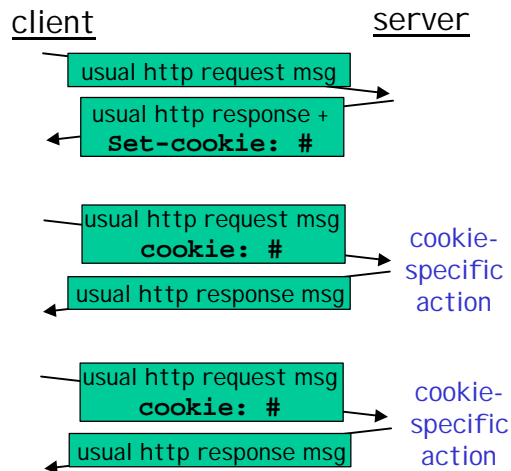 client
server
usual http request msg
usual http response +
Set-cookie: #
usual http request msg
cookie: #
usual http response msg
cookie-
specific
action
usual http request msg
cookie: #
usual http response msg
cookie-
specific
action